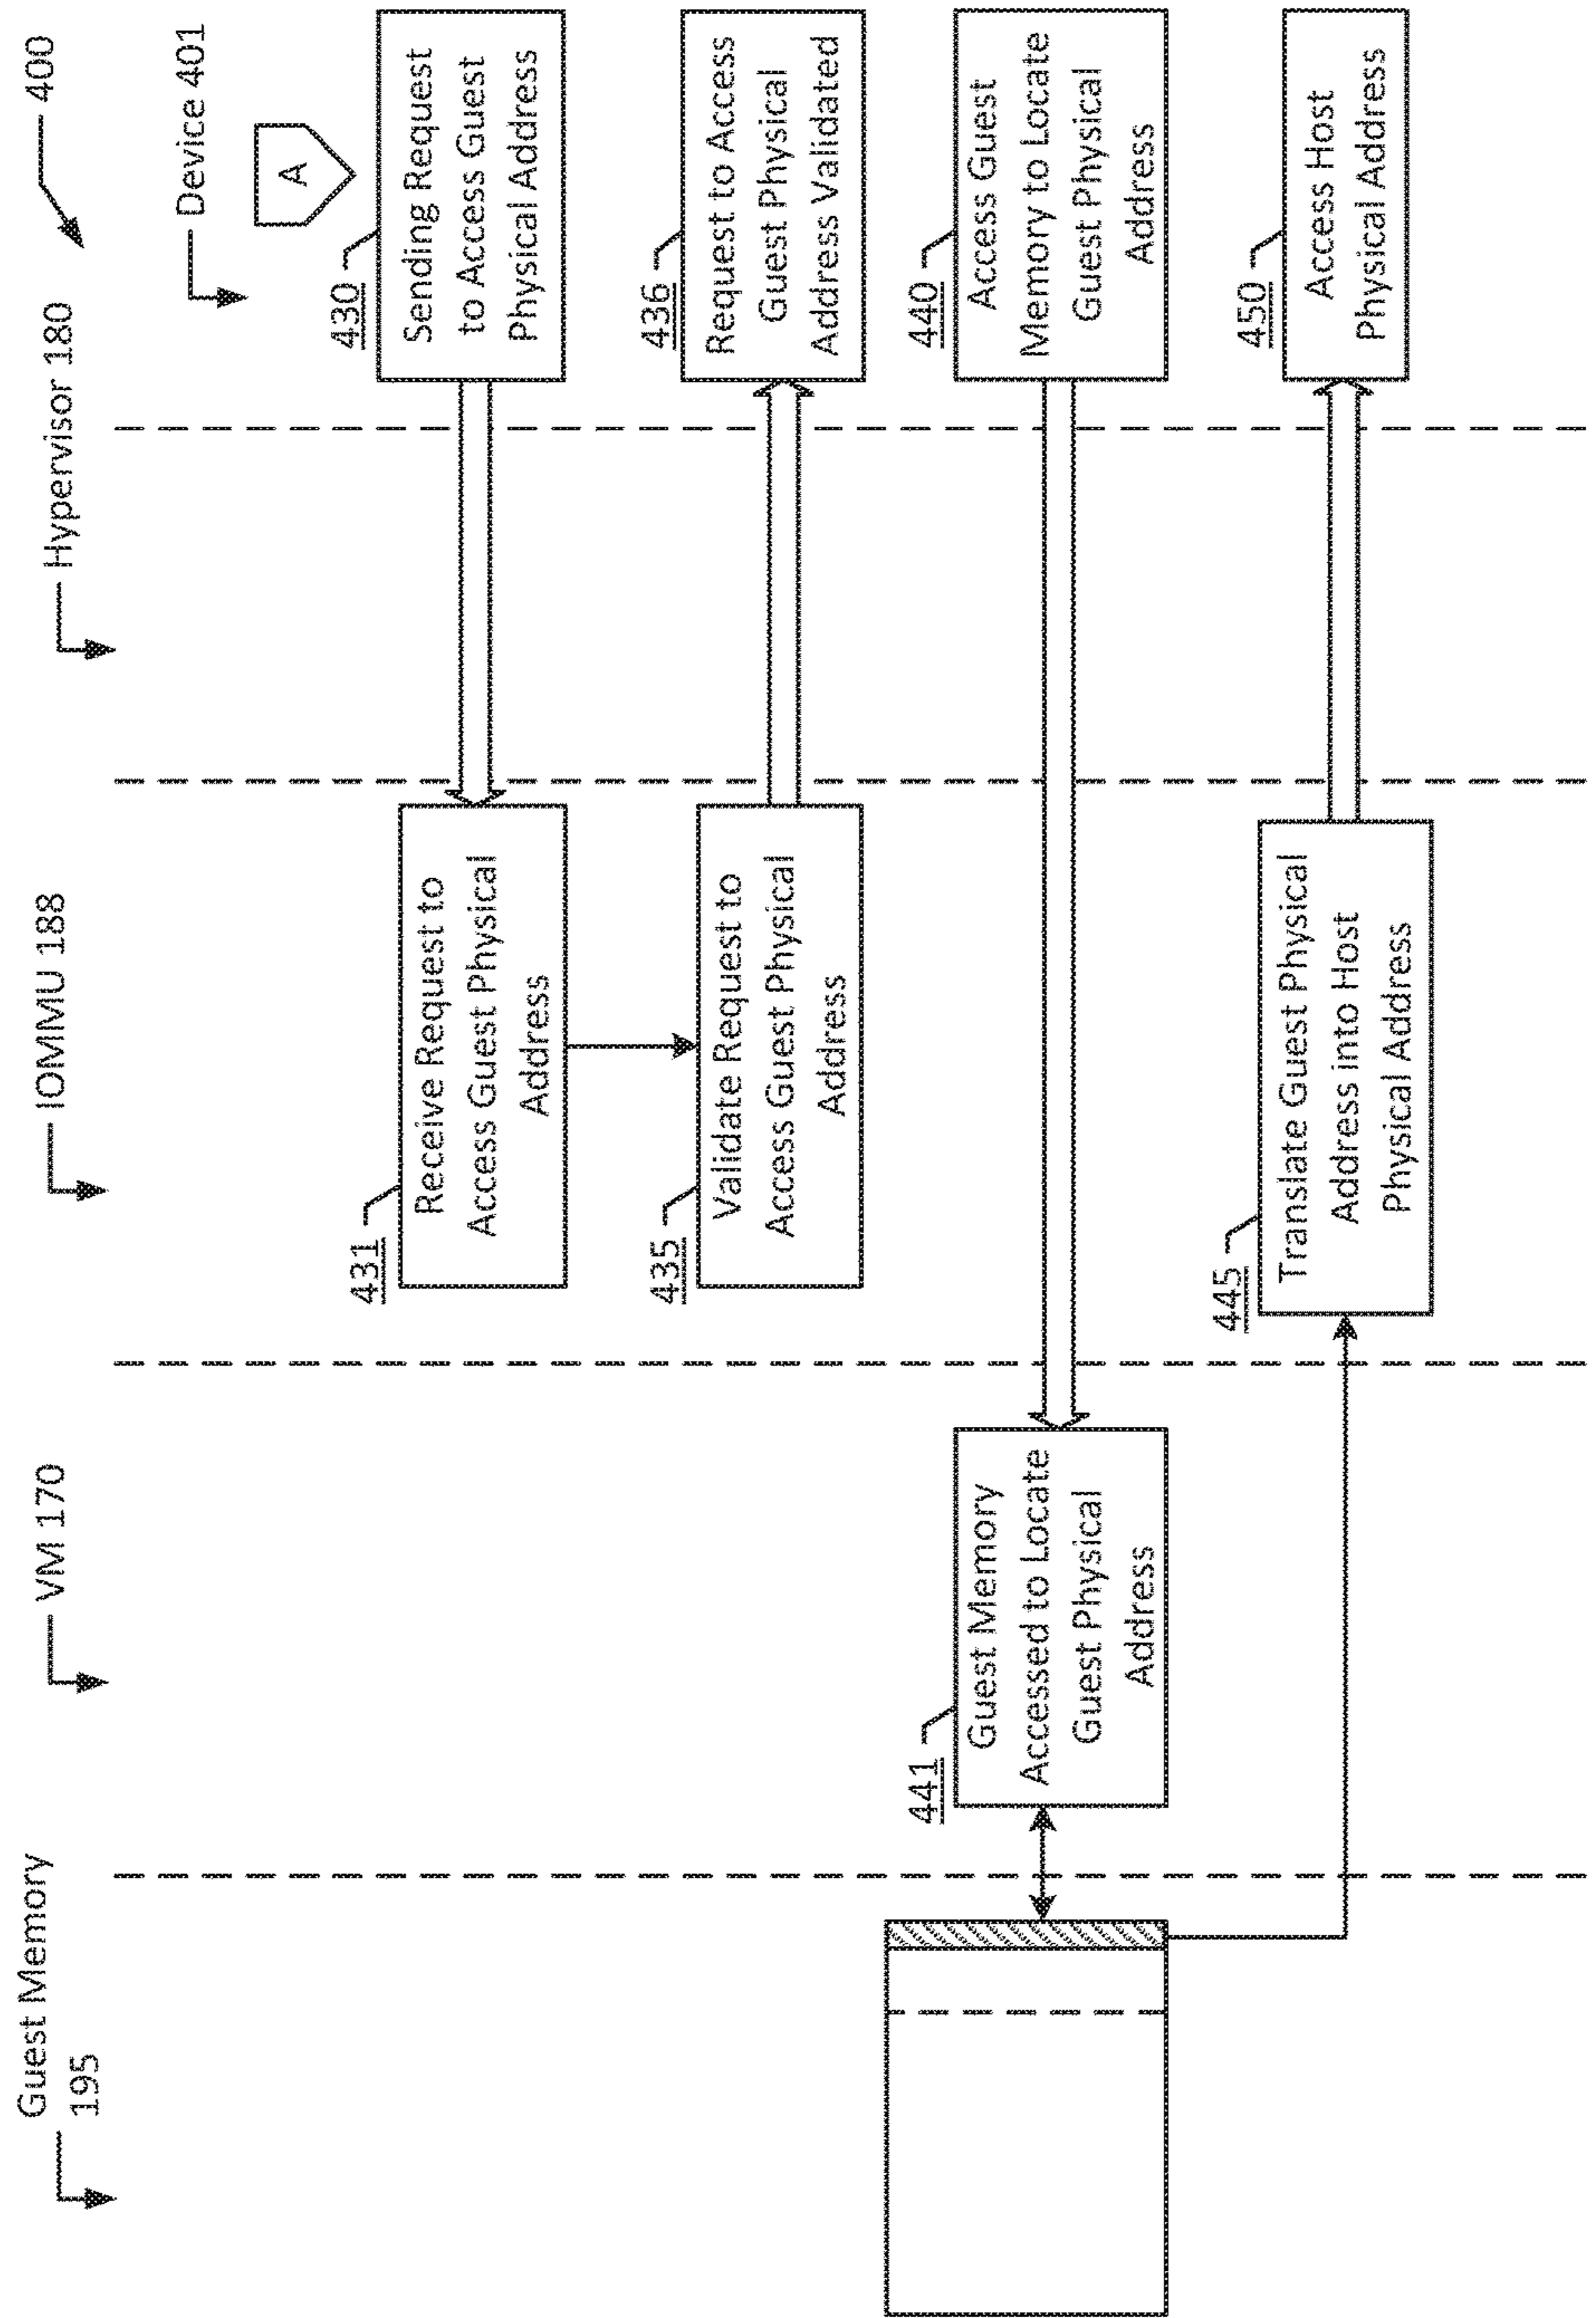 400
Guest Memory
195
VM 170
IOMMU 188
Hypervisor 180
Device 401
A
430
Sending Request
to Access Guest
Physical Address
431
Receive Request to
Access Guest Physical
Address
435
Validate Request to
Access Guest Physical
Address
436
Request to Access
Guest Physical
Address Validated
440
Access Guest
Memory to Locate
Guest Physical
Address
441
Guest Memory
Accessed to Locate
Guest Physical
Address
445
Translate Guest Physical
Address into Host
Physical Address
450
Access Host
Physical Address